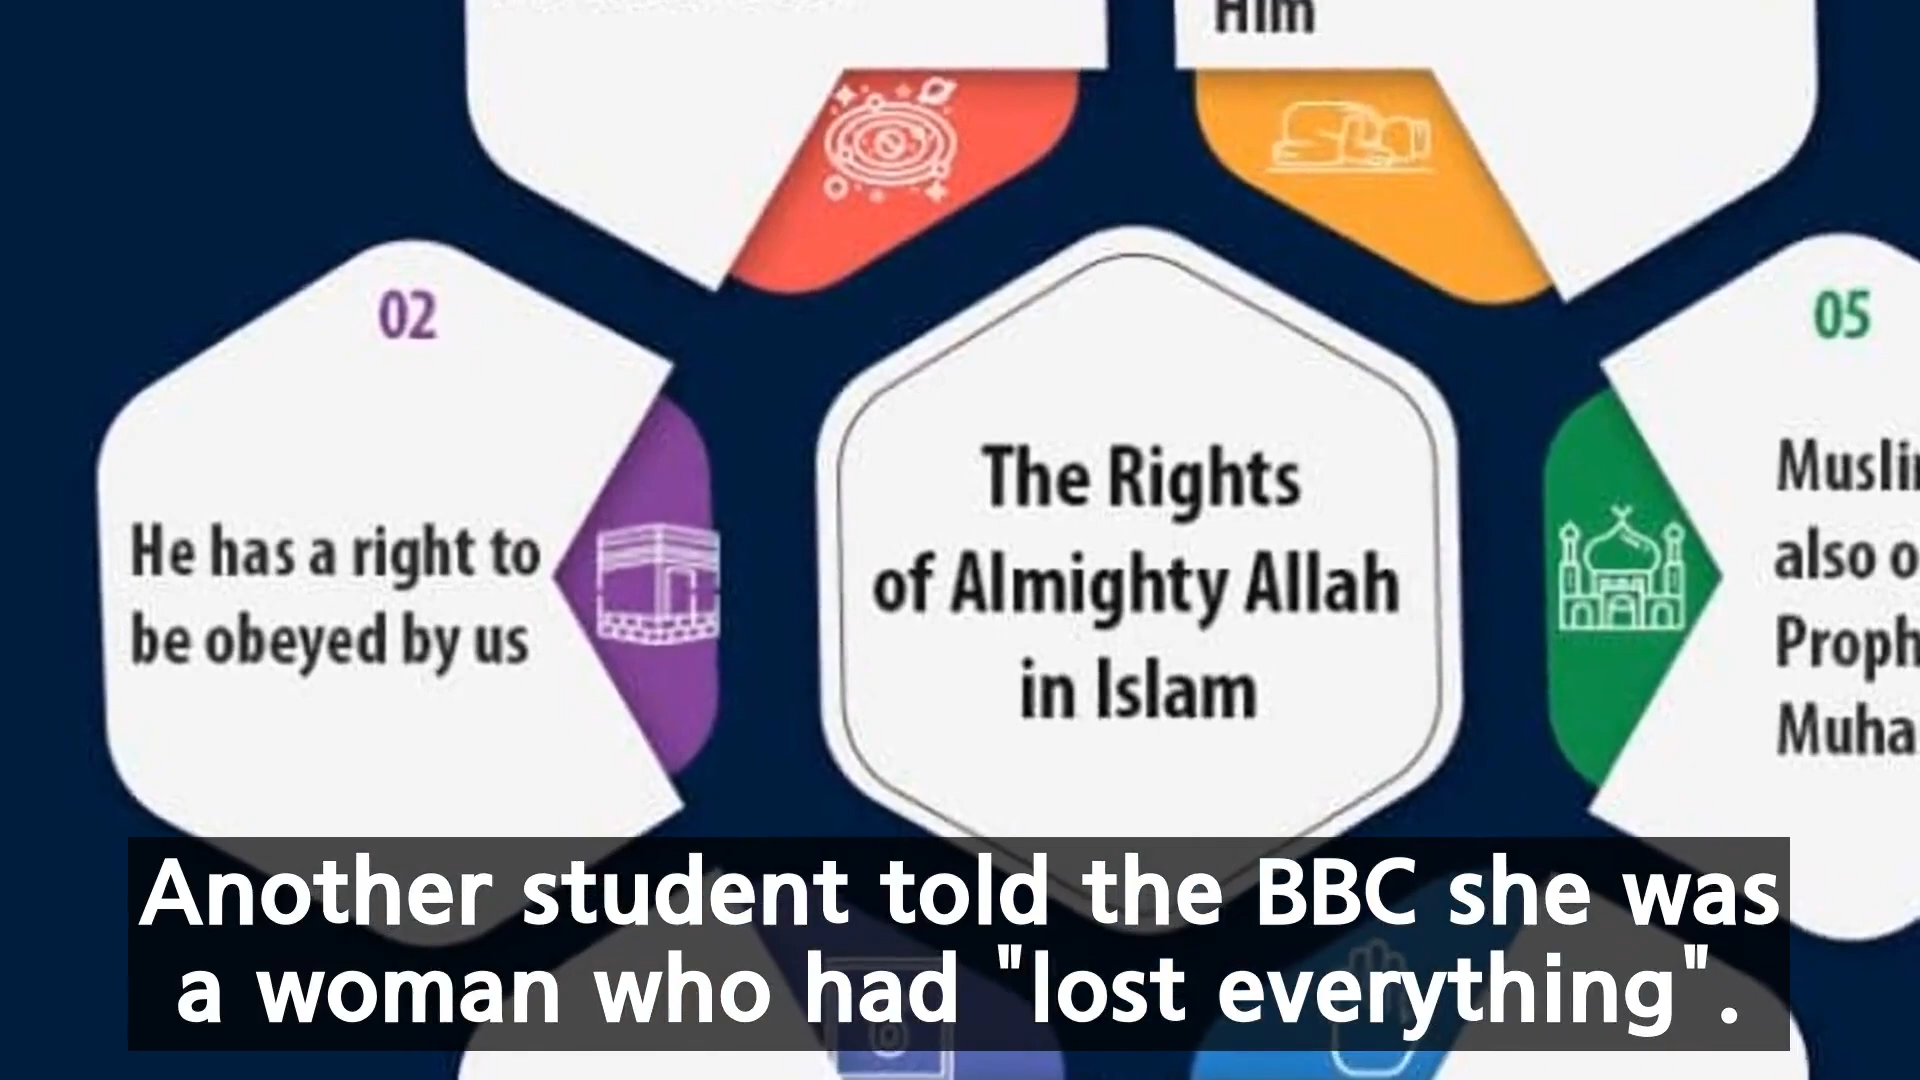 Him
02
He has a right to
be obeyed by us
The Rights
of Almighty Allah
in Islam
05
also
Another student told the BBC she was
a woman who had "lost everything".